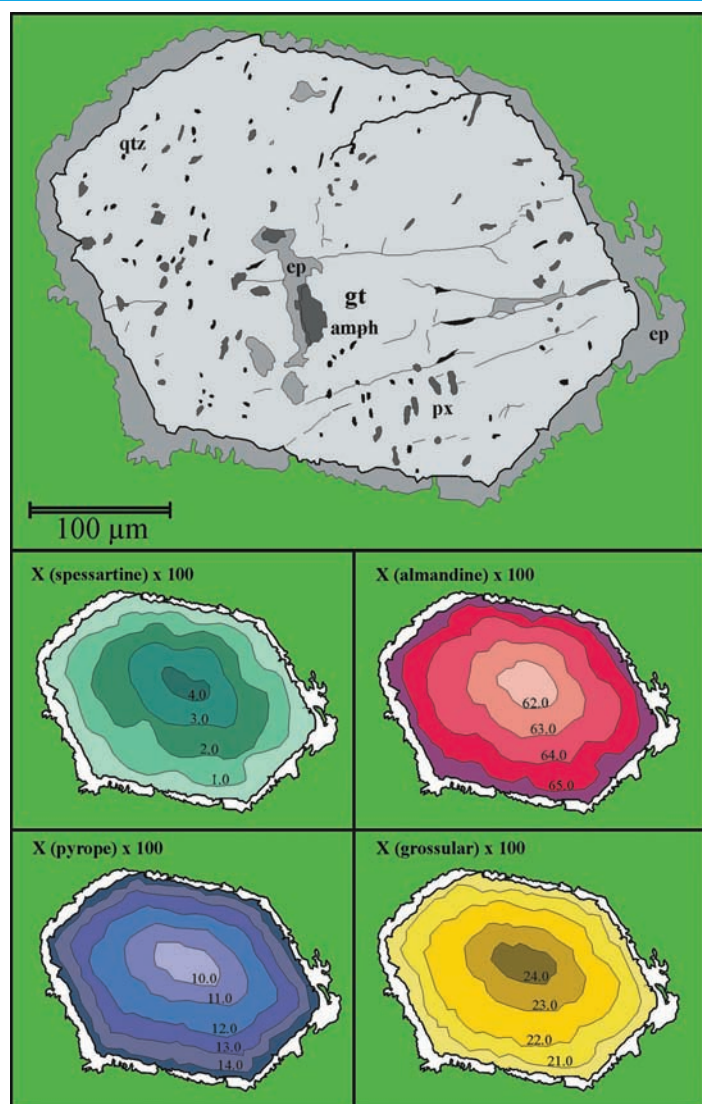 qtz
ep
gt
amph
ep
px
100 µm
X (spessartine) x 100
4.0
3.0
2.0
1.0
X (almandine) x 100
62.0
63.0
64.0
65.0
X (pyrope) x 100
10.0
11.0
12.0
13.0
14.0
X (grossular) x 100
24.0
23.0
22.0
21.0